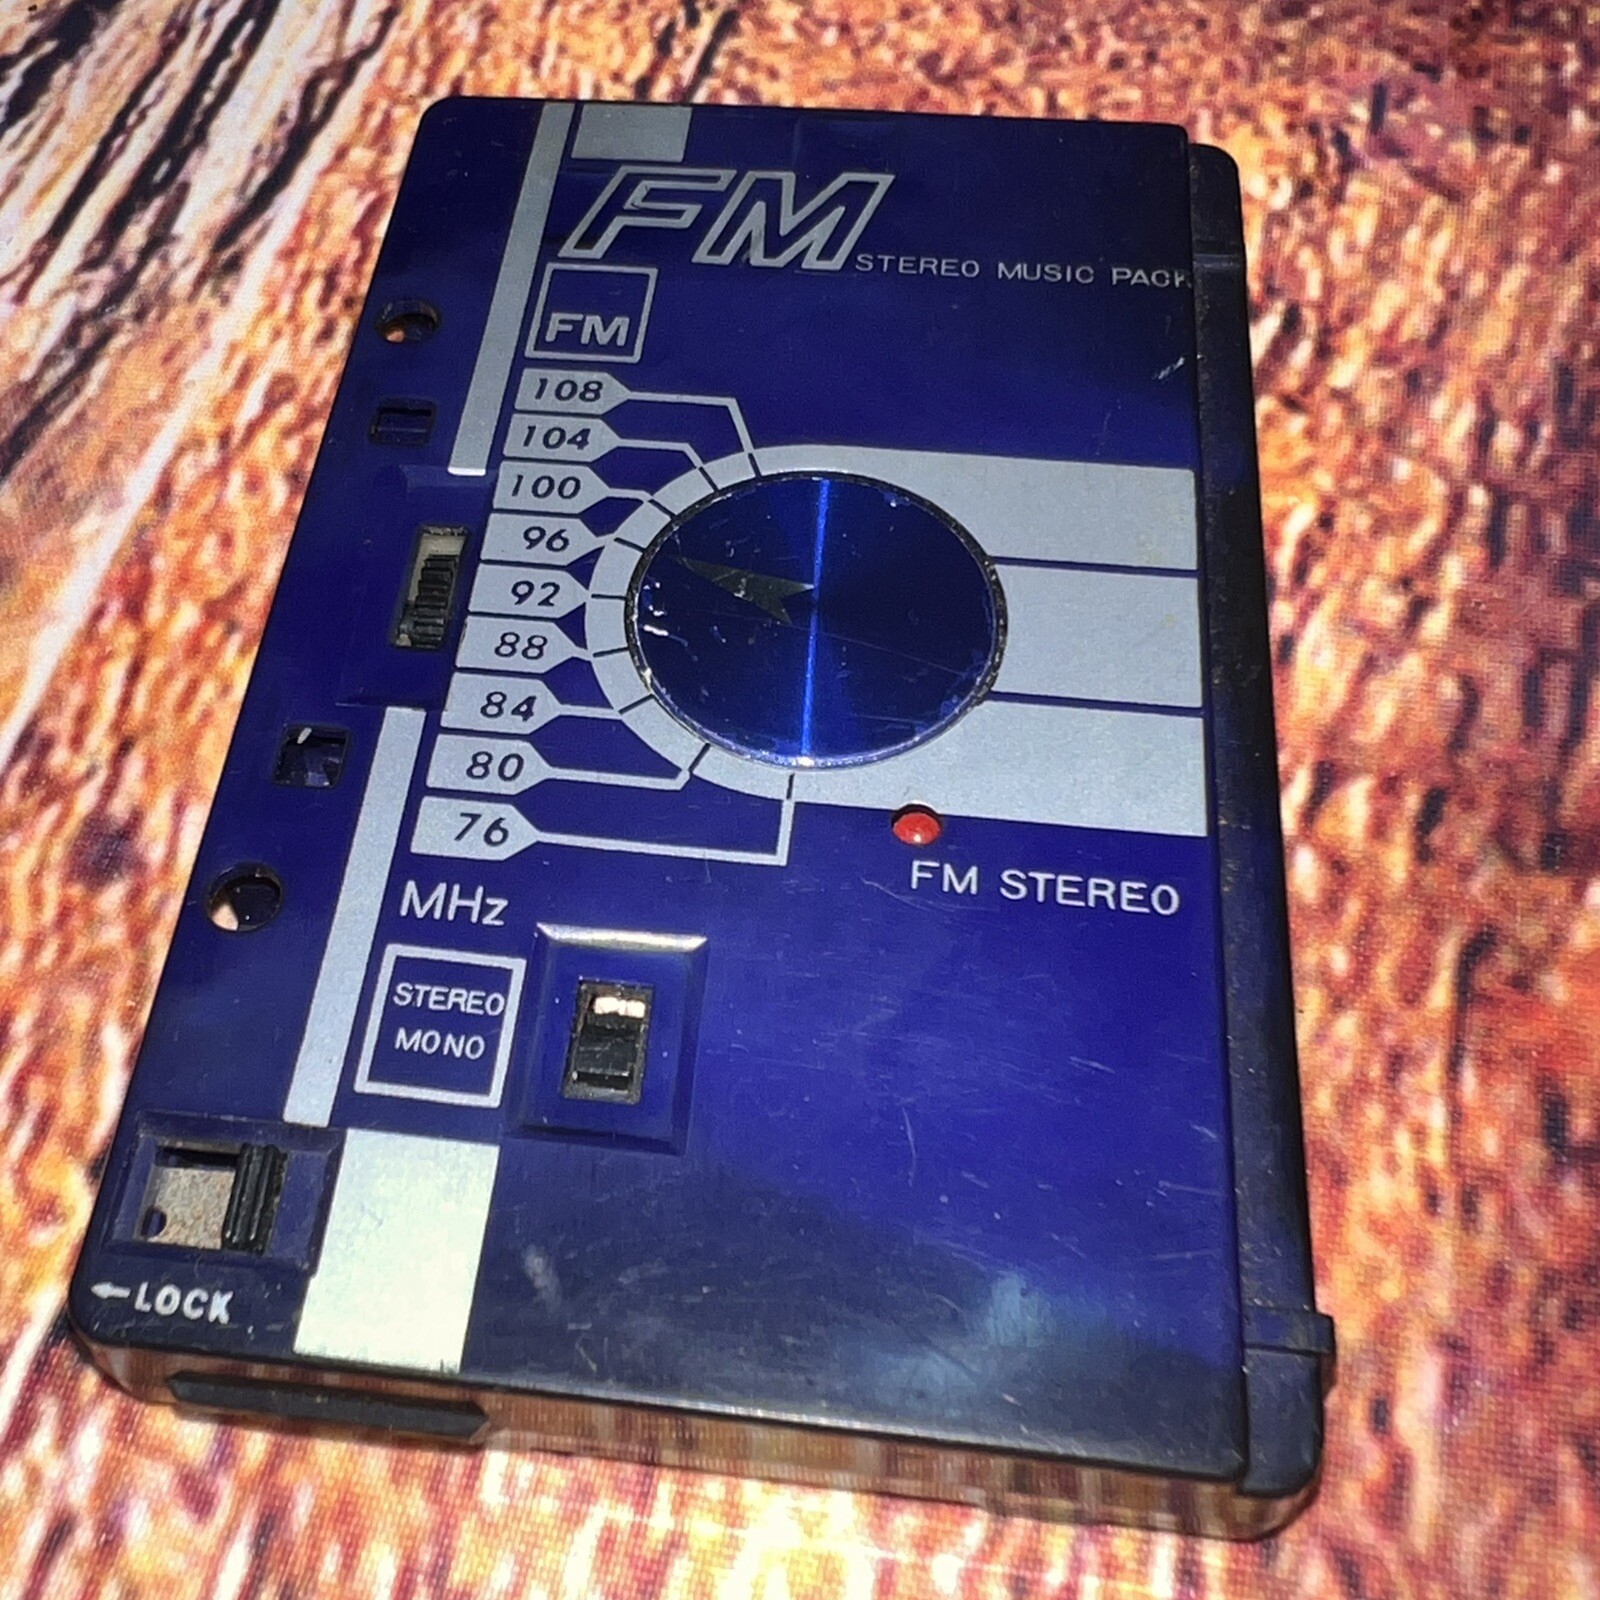 FM
STEREO MUSIC PACK
FM
108
104
100
96
92
88
84
80
76
MHz
FM STEREO
STEREO
MONO
←LOCK